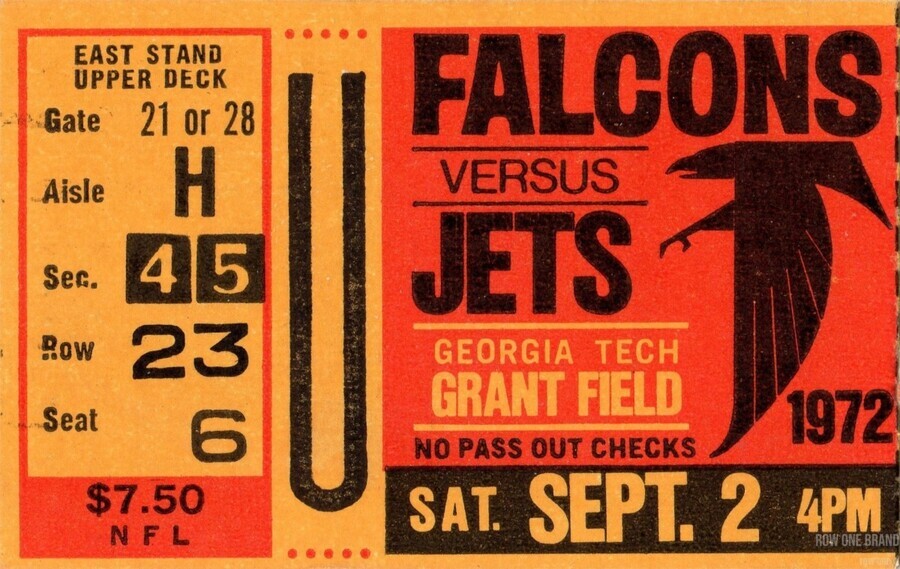 EAST STAND
UPPER DECK
Gate 21 or 28
Aisle H
Sec. 45
Row 23
Seat 6
$7.50
NFL
U
FALCONS
VERSUS
JETS
GEORGIA TECH
GRANT FIELD
NO PASS OUT CHECKS
1972
SAT. SEPT. 2 4PM
ROW ONE BRAND